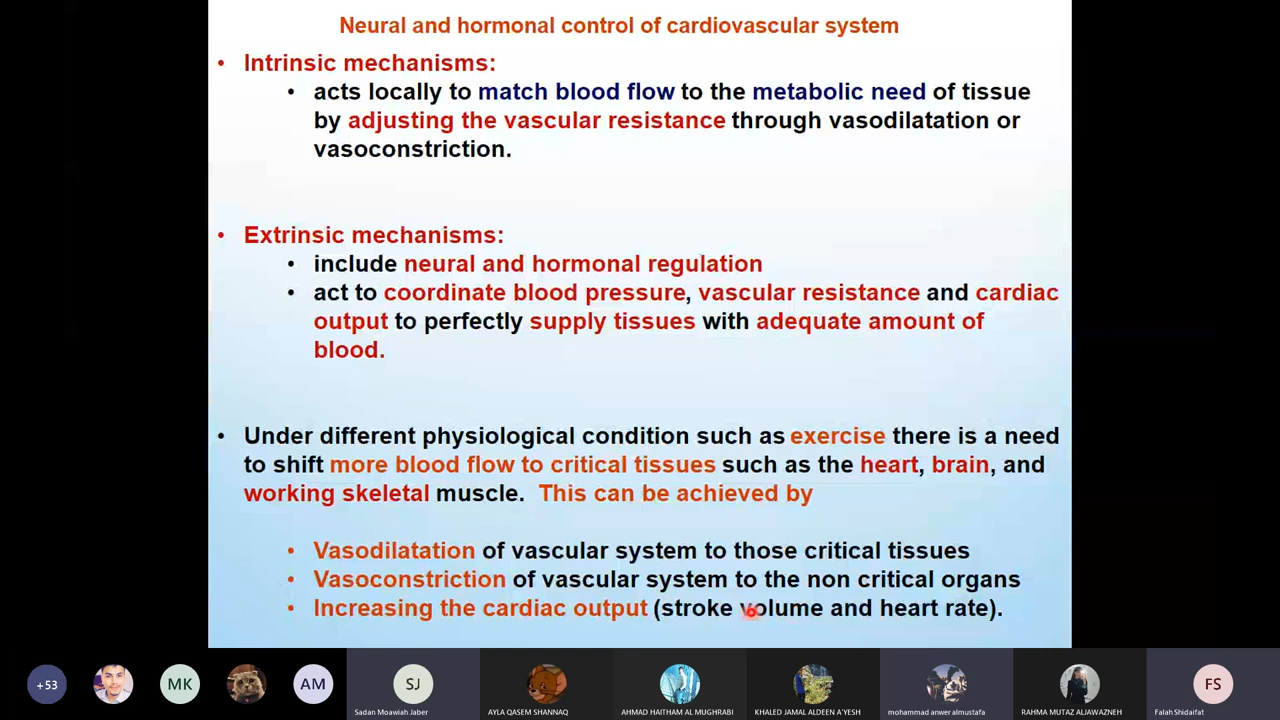 Neural and hormonal control of cardiovascular system
• Intrinsic mechanisms:
• acts locally to match blood flow to the metabolic need of tissue
by adjusting the vascular resistance through vasodilatation or
vasoconstriction.
• Extrinsic mechanisms:
• include neural and hormonal regulation
• act to coordinate blood pressure, vascular resistance and cardiac
output to perfectly supply tissues with adequate amount of
blood.
• Under different physiological condition such as exercise there is a need
to shift more blood flow to critical tissues such as the heart, brain, and
working skeletal muscle. This can be achieved by
• Vasodilatation of vascular system to those critical tissues
• Vasoconstriction of vascular system to the non critical organs
• Increasing the cardiac output (stroke volume and heart rate).
+53
MK
AM
SJ
FS
Sadan Moawiah Jaber
AYLA QASEM SHANNAQ
AHMAD HAITHAM AL MUGHRABI
KHALED JAMAL ALDEEN A'YESH
mohammad anwer almustafa
RAHMA MUTAZ ALJAWAZNEH
Falah Shidaifat